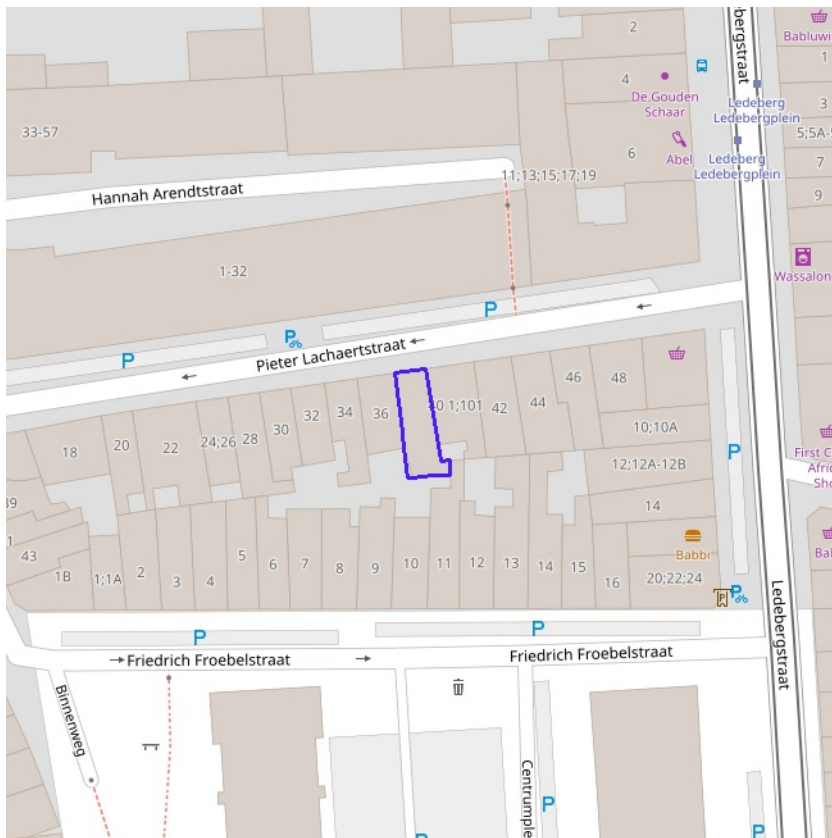 2
Babluwi
4
1
De Gouden
Schaar
Ledeberg
Ledebergplein
3
33-57
5;5A-5
6
Abel
Ledeberg
Ledebergplein
7
11;13;15;17;19
9
Hannah Arendtstraat
1-32
Wassalon
P
P
P
Pieter Lachaertstraat
46
48
34
36
40 1;101
42
44
32
30
28
24;26
22
20
18
10;10A
12;12A-12B
P
First C
Afri
Sho
14
39
1
43
1B
1;1A
2
3
4
5
6
7
8
9
10
11
12
13
14
15
16
Babbi
20;22;24
Bal
P
P
P
P
Ledebergstraat
Friedrich Froebelstraat
Friedrich Froebelstraat
Binnenweg
Centrumple
P
P
P